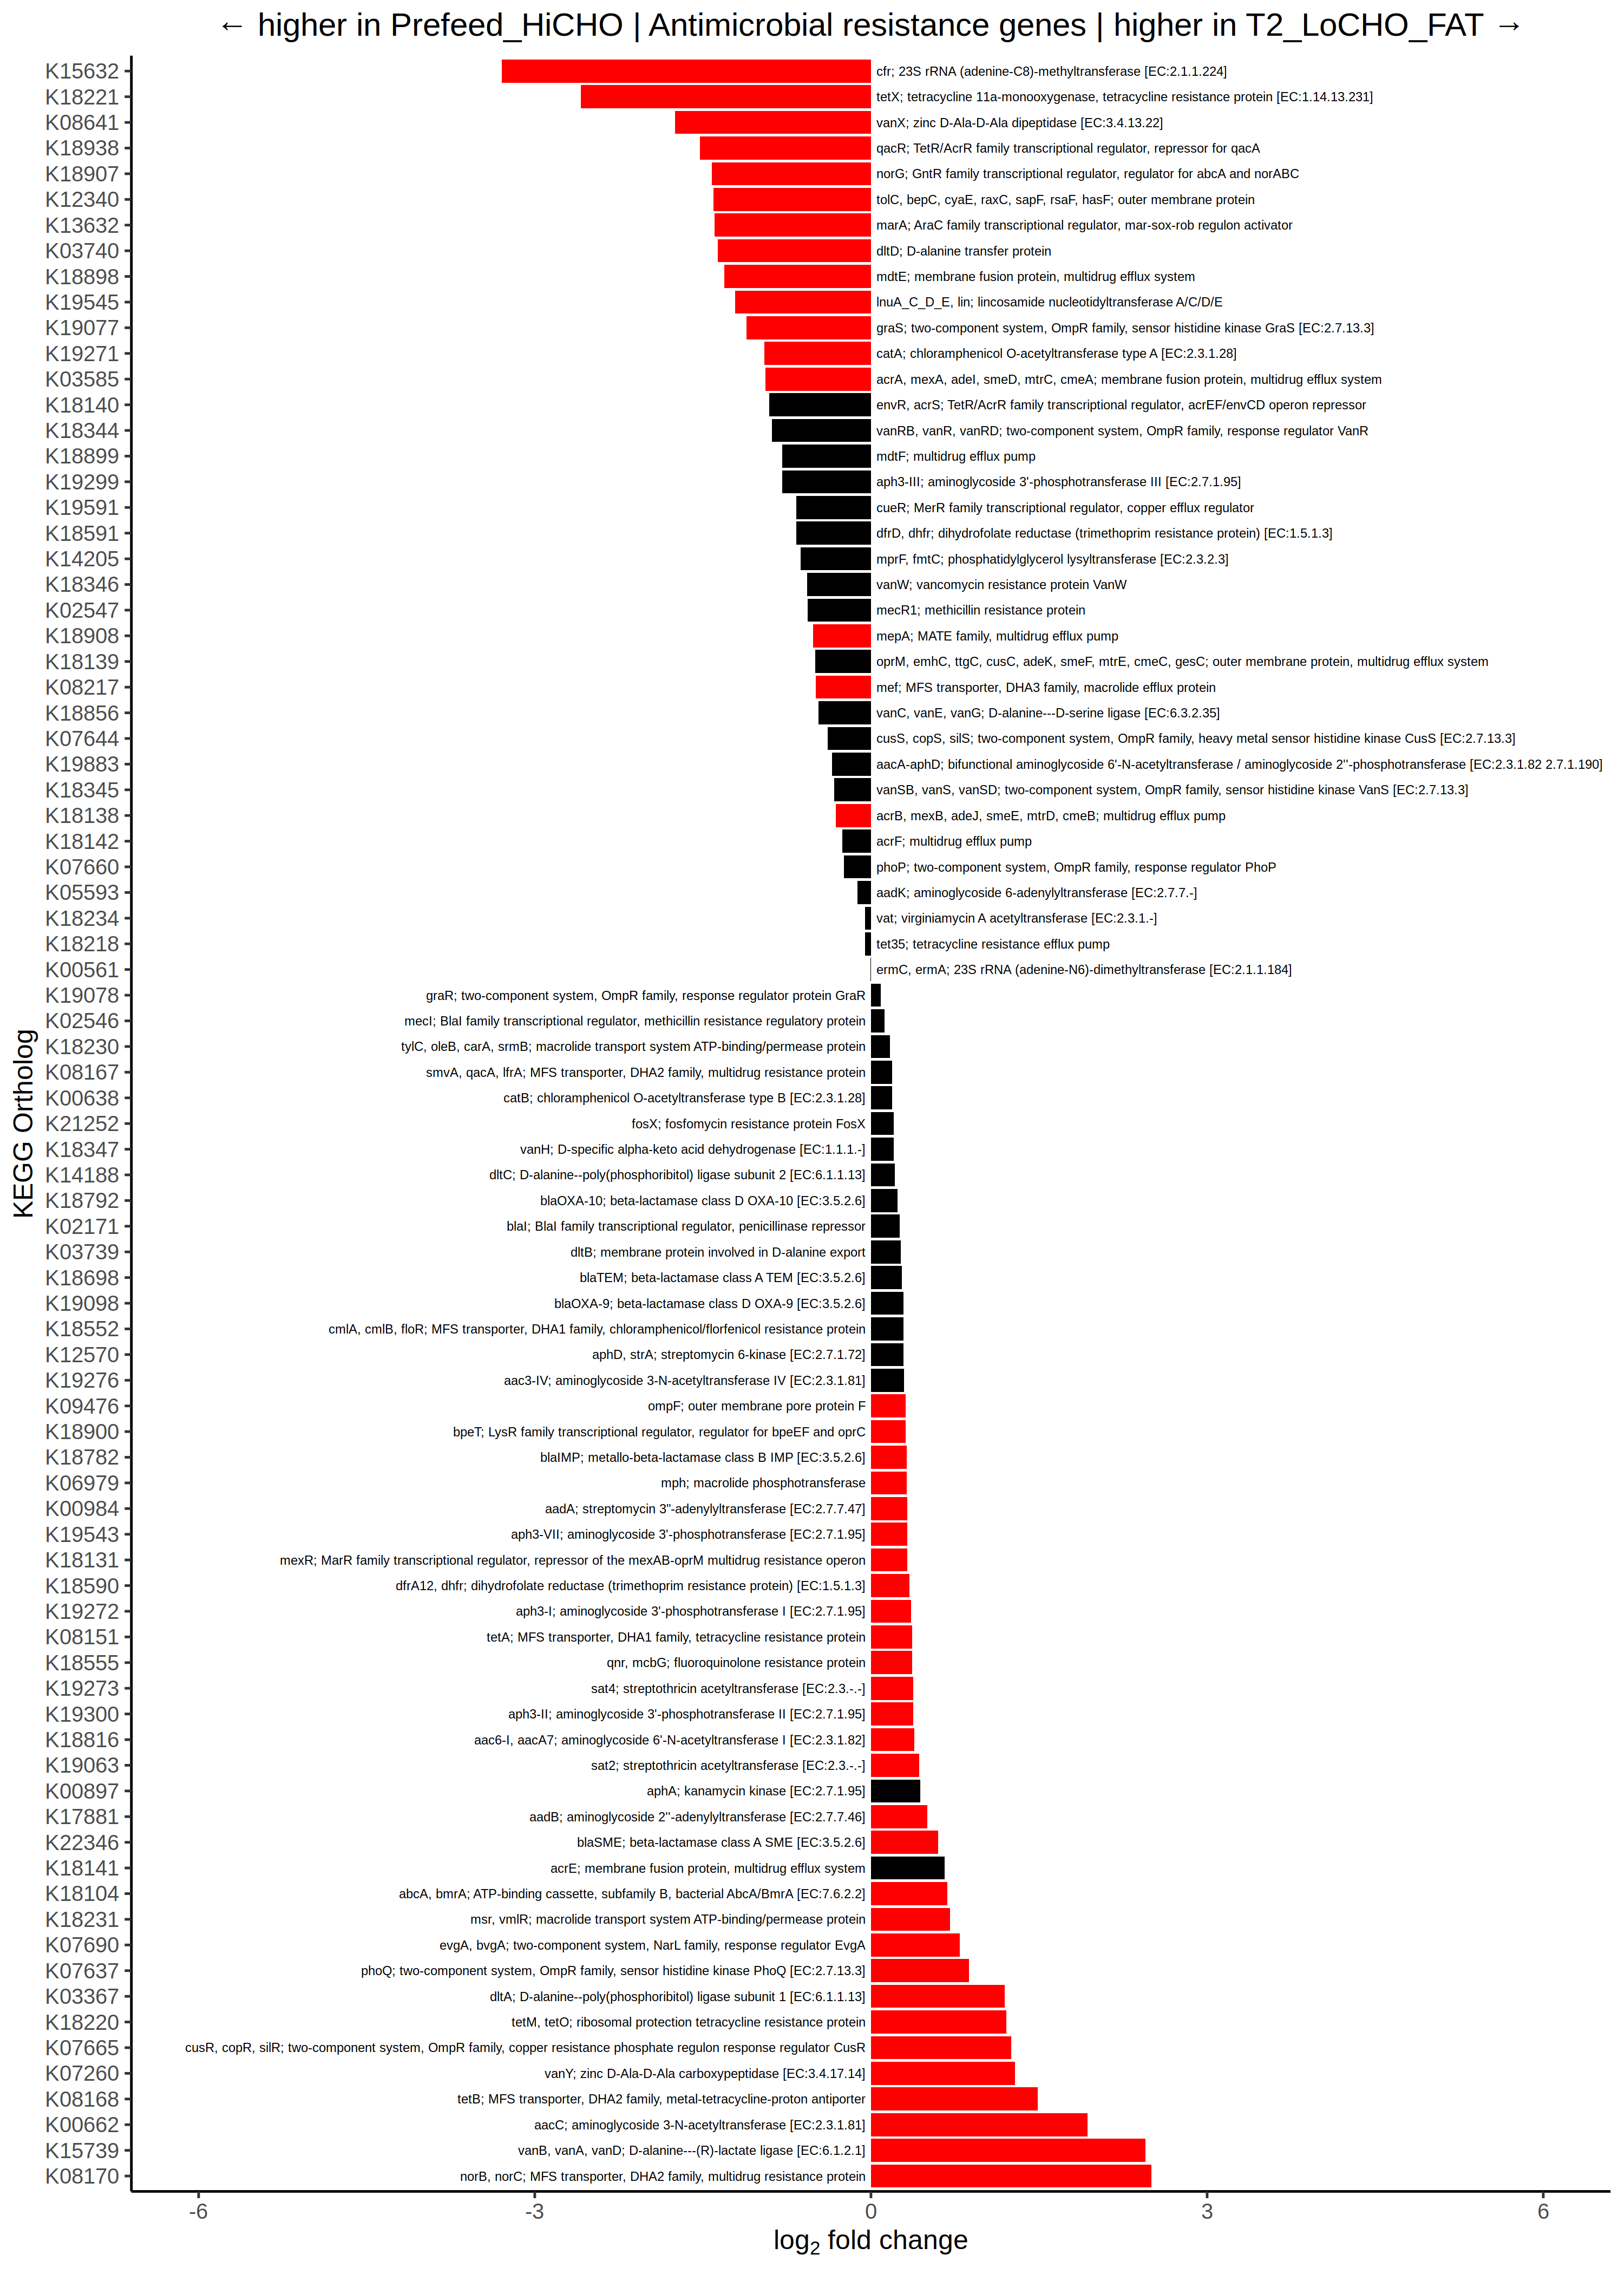 ← higher in Prefeed_HiCHO | Antimicrobial resistance genes | higher in T2_LoCHO_FAT →
K15632 cfr; 23S rRNA (adenine-C8)-methyltransferase [EC:2.1.1.224]
K18221 tetX; tetracycline 11a-monooxygenase, tetracycline resistance protein [EC:1.14.13.231]
K08641 vanX; zinc D-Ala-D-Ala dipeptidase [EC:3.4.13.22]
K18938 qacR; TetR/AcrR family transcriptional regulator, repressor for qacA
K18907 norG; GntR family transcriptional regulator, regulator for abcA and norABC
K12340 tolC, bepC, cyaE, raxC, sapF, rsaF, hasF; outer membrane protein
K13632 marA; AraC family transcriptional regulator, mar-sox-rob regulon activator
K03740 dltD; D-alanine transfer protein
K18898 mdtE; membrane fusion protein, multidrug efflux system
K19545 lnuA_C_D_E, lin; lincosamide nucleotidyltransferase A/C/D/E
K19077 graS; two-component system, OmpR family, sensor histidine kinase GraS [EC:2.7.13.3]
K19271 catA; chloramphenicol O-acetyltransferase type A [EC:2.3.1.28]
K03585 acrA, mexA, adeI, smeD, mtrC, cmeA; membrane fusion protein, multidrug efflux system
K18140 envR, acrS; TetR/AcrR family transcriptional regulator, acrEF/envCD operon repressor
K18344 vanRB, vanR, vanRD; two-component system, OmpR family, response regulator VanR
K18899 mdtF; multidrug efflux pump
K19299 aph3-III; aminoglycoside 3'-phosphotransferase III [EC:2.7.1.95]
K19591 cueR; MerR family transcriptional regulator, copper efflux regulator
K18591 dfrD, dhfr; dihydrofolate reductase (trimethoprim resistance protein) [EC:1.5.1.3]
K14205 mprF, fmtC; phosphatidylglycerol lysyltransferase [EC:2.3.2.3]
K18346 vanW; vancomycin resistance protein VanW
K02547 mecR1; methicillin resistance protein
K18908 mepA; MATE family, multidrug efflux pump
K18139 oprM, emhC, ttgC, cusC, adeK, smeF, mtrE, cmeC, gesC; outer membrane protein, multidrug efflux system
K08217 mef; MFS transporter, DHA3 family, macrolide efflux protein
K18856 vanC, vanE, vanG; D-alanine---D-serine ligase [EC:6.3.2.35]
K07644 cusS, copS, silS; two-component system, OmpR family, heavy metal sensor histidine kinase CusS [EC:2.7.13.3]
K19883 aacA-aphD; bifunctional aminoglycoside 6'-N-acetyltransferase / aminoglycoside 2''-phosphotransferase [EC:2.3.1.82 2.7.1.190]
K18345 vanSB, vanS, vanSD; two-component system, OmpR family, sensor histidine kinase VanS [EC:2.7.13.3]
K18138 acrB, mexB, adeJ, smeE, mtrD, cmeB; multidrug efflux pump
K18142 acrF; multidrug efflux pump
K07660 phoP; two-component system, OmpR family, response regulator PhoP
K05593 aadK; aminoglycoside 6-adenylyltransferase [EC:2.7.7.-]
K18234 vat; virginiamycin A acetyltransferase [EC:2.3.1.-]
K18218 tet35; tetracycline resistance efflux pump
K00561 ermC, ermA; 23S rRNA (adenine-N6)-dimethyltransferase [EC:2.1.1.184]
K19078 graR; two-component system, OmpR family, response regulator protein GraR
K02546 mecI; BlaI family transcriptional regulator, methicillin resistance regulatory protein
K18230 tylC, oleB, carA, srmB; macrolide transport system ATP-binding/permease protein
K08167 smvA, qacA, lfrA; MFS transporter, DHA2 family, multidrug resistance protein
K00638 catB; chloramphenicol O-acetyltransferase type B [EC:2.3.1.28]
K21252 fosX; fosfomycin resistance protein FosX
K18347 vanH; D-specific alpha-keto acid dehydrogenase [EC:1.1.1.-]
K14188 dltC; D-alanine--poly(phosphoribitol) ligase subunit 2 [EC:6.1.1.13]
K18792 blaOXA-10; beta-lactamase class D OXA-10 [EC:3.5.2.6]
K02171 blaI; BlaI family transcriptional regulator, penicillinase repressor
K03739 dltB; membrane protein involved in D-alanine export
K18698 blaTEM; beta-lactamase class A TEM [EC:3.5.2.6]
K19098 blaOXA-9; beta-lactamase class D OXA-9 [EC:3.5.2.6]
K18552 cmlA, cmlB, floR; MFS transporter, DHA1 family, chloramphenicol/florfenicol resistance protein
K12570 aphD, strA; streptomycin 6-kinase [EC:2.7.1.72]
K19276 aac3-IV; aminoglycoside 3-N-acetyltransferase IV [EC:2.3.1.81]
K09476 ompF; outer membrane pore protein F
K18900 bpeT; LysR family transcriptional regulator, regulator for bpeEF and oprC
K18782 blaIMP; metallo-beta-lactamase class B IMP [EC:3.5.2.6]
K06979 mph; macrolide phosphotransferase
K00984 aadA; streptomycin 3"-adenylyltransferase [EC:2.7.7.47]
K19543 aph3-VII; aminoglycoside 3'-phosphotransferase [EC:2.7.1.95]
K18131 mexR; MarR family transcriptional regulator, repressor of the mexAB-oprM multidrug resistance operon
K18590 dfrA12, dhfr; dihydrofolate reductase (trimethoprim resistance protein) [EC:1.5.1.3]
K19272 aph3-I; aminoglycoside 3'-phosphotransferase I [EC:2.7.1.95]
K08151 tetA; MFS transporter, DHA1 family, tetracycline resistance protein
K18555 qnr, mcbG; fluoroquinolone resistance protein
K19273 sat4; streptothricin acetyltransferase [EC:2.3.-.-]
K19300 aph3-II; aminoglycoside 3'-phosphotransferase II [EC:2.7.1.95]
K18816 aac6-I, aacA7; aminoglycoside 6'-N-acetyltransferase I [EC:2.3.1.82]
K19063 sat2; streptothricin acetyltransferase [EC:2.3.-.-]
K00897 aphA; kanamycin kinase [EC:2.7.1.95]
K17881 aadB; aminoglycoside 2''-adenylyltransferase [EC:2.7.7.46]
K22346 blaSME; beta-lactamase class A SME [EC:3.5.2.6]
K18141 acrE; membrane fusion protein, multidrug efflux system
K18104 abcA, bmrA; ATP-binding cassette, subfamily B, bacterial AbcA/BmrA [EC:7.6.2.2]
K18231 msr, vmlR; macrolide transport system ATP-binding/permease protein
K07690 evgA, bvgA; two-component system, NarL family, response regulator EvgA
K07637 phoQ; two-component system, OmpR family, sensor histidine kinase PhoQ [EC:2.7.13.3]
K03367 dltA; D-alanine--poly(phosphoribitol) ligase subunit 1 [EC:6.1.1.13]
K18220 tetM, tetO; ribosomal protection tetracycline resistance protein
K07665 cusR, copR, silR; two-component system, OmpR family, copper resistance phosphate regulon response regulator CusR
K07260 vanY; zinc D-Ala-D-Ala carboxypeptidase [EC:3.4.17.14]
K08168 tetB; MFS transporter, DHA2 family, metal-tetracycline-proton antiporter
K00662 aacC; aminoglycoside 3-N-acetyltransferase [EC:2.3.1.81]
K15739 vanB, vanA, vanD; D-alanine---(R)-lactate ligase [EC:6.1.2.1]
K08170 norB, norC; MFS transporter, DHA2 family, multidrug resistance protein
KEGG Ortholog
-6 -3 0 3 6
log2 fold change